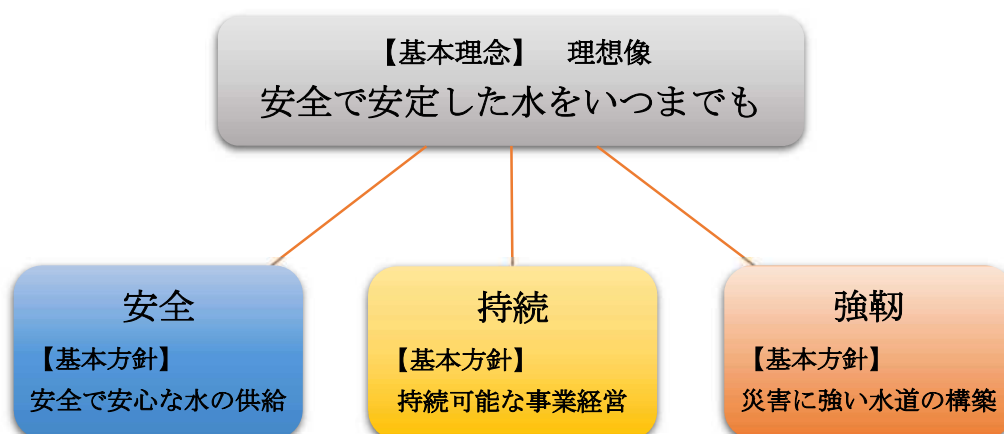 【基本理念】　理想像
安全で安定した水をいつまでも
安全
【基本方針】
安全で安心な水の供給
持続
【基本方針】
持続可能な事業経営
強靭
【基本方針】
災害に強い水道の構築